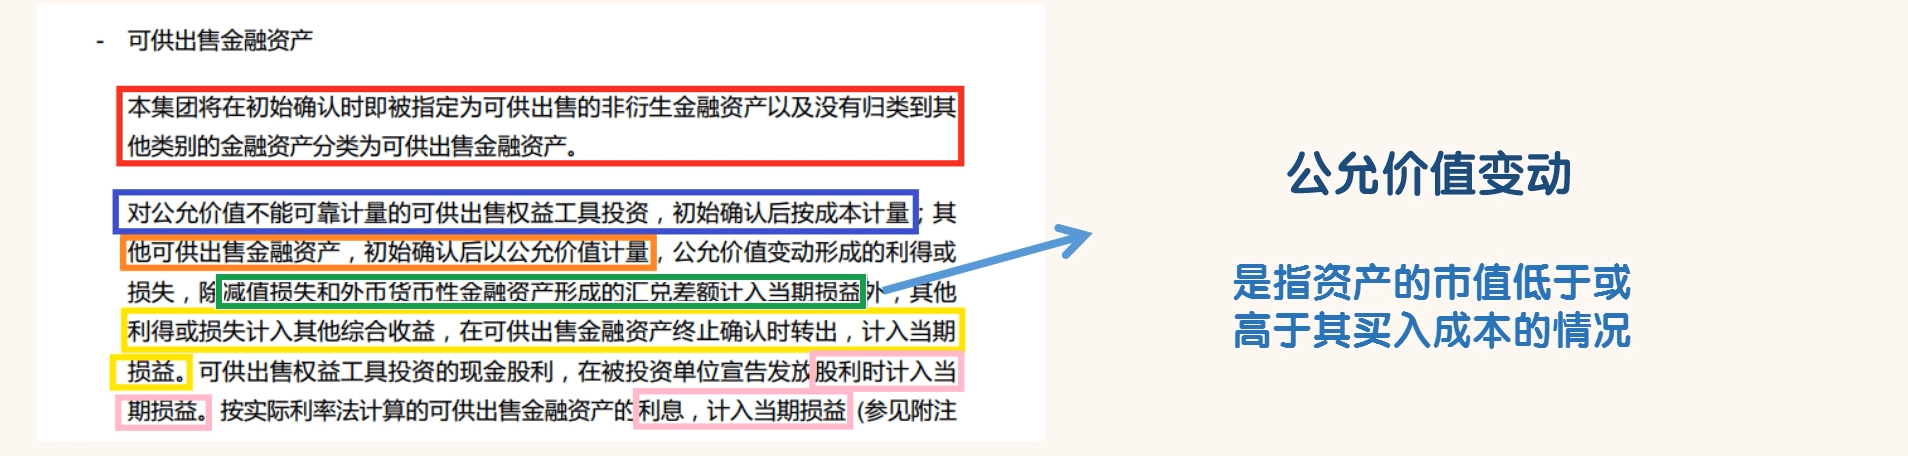 - 可供出售金融资产
本集团将在初始确认时即被指定为可供出售的非衍生金融资产以及没有归类到其
他类别的金融资产分类为可供出售金融资产。
对公允价值不能可靠计量的可供出售权益工具投资，初始确认后按成本计量；其
他可供出售金融资产，初始确认后以公允价值计量，公允价值变动形成的利得或
损失，除减值损失和外币货币性金融资产形成的汇兑差额计入当期损益外，其他
利得或损失计入其他综合收益，在可供出售金融资产终止确认时转出，计入当期
损益。可供出售权益工具投资的现金股利，在被投资单位宣告发放股利时计入当
期损益。按实际利率法计算的可供出售金融资产的利息，计入当期损益 (参见附注
公允价值变动
是指资产的市值低于或
高于其买入成本的情况